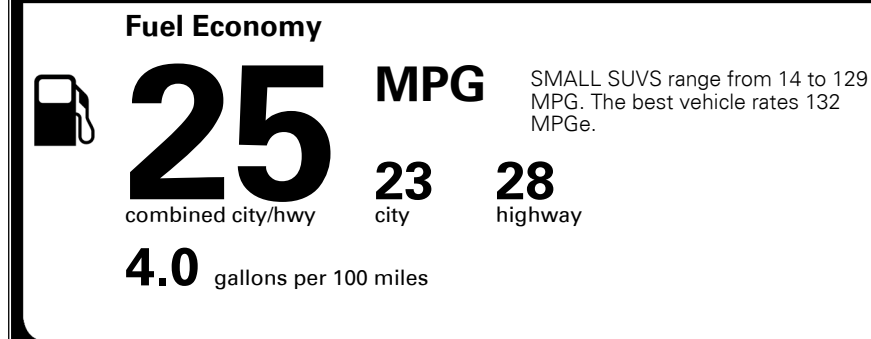 Fuel Economy
25 MPG
SMALL SUVS range from 14 to 129
MPG. The best vehicle rates 132
MPGe.
23 28
combined city/hwy city highway
4.0 gallons per 100 miles